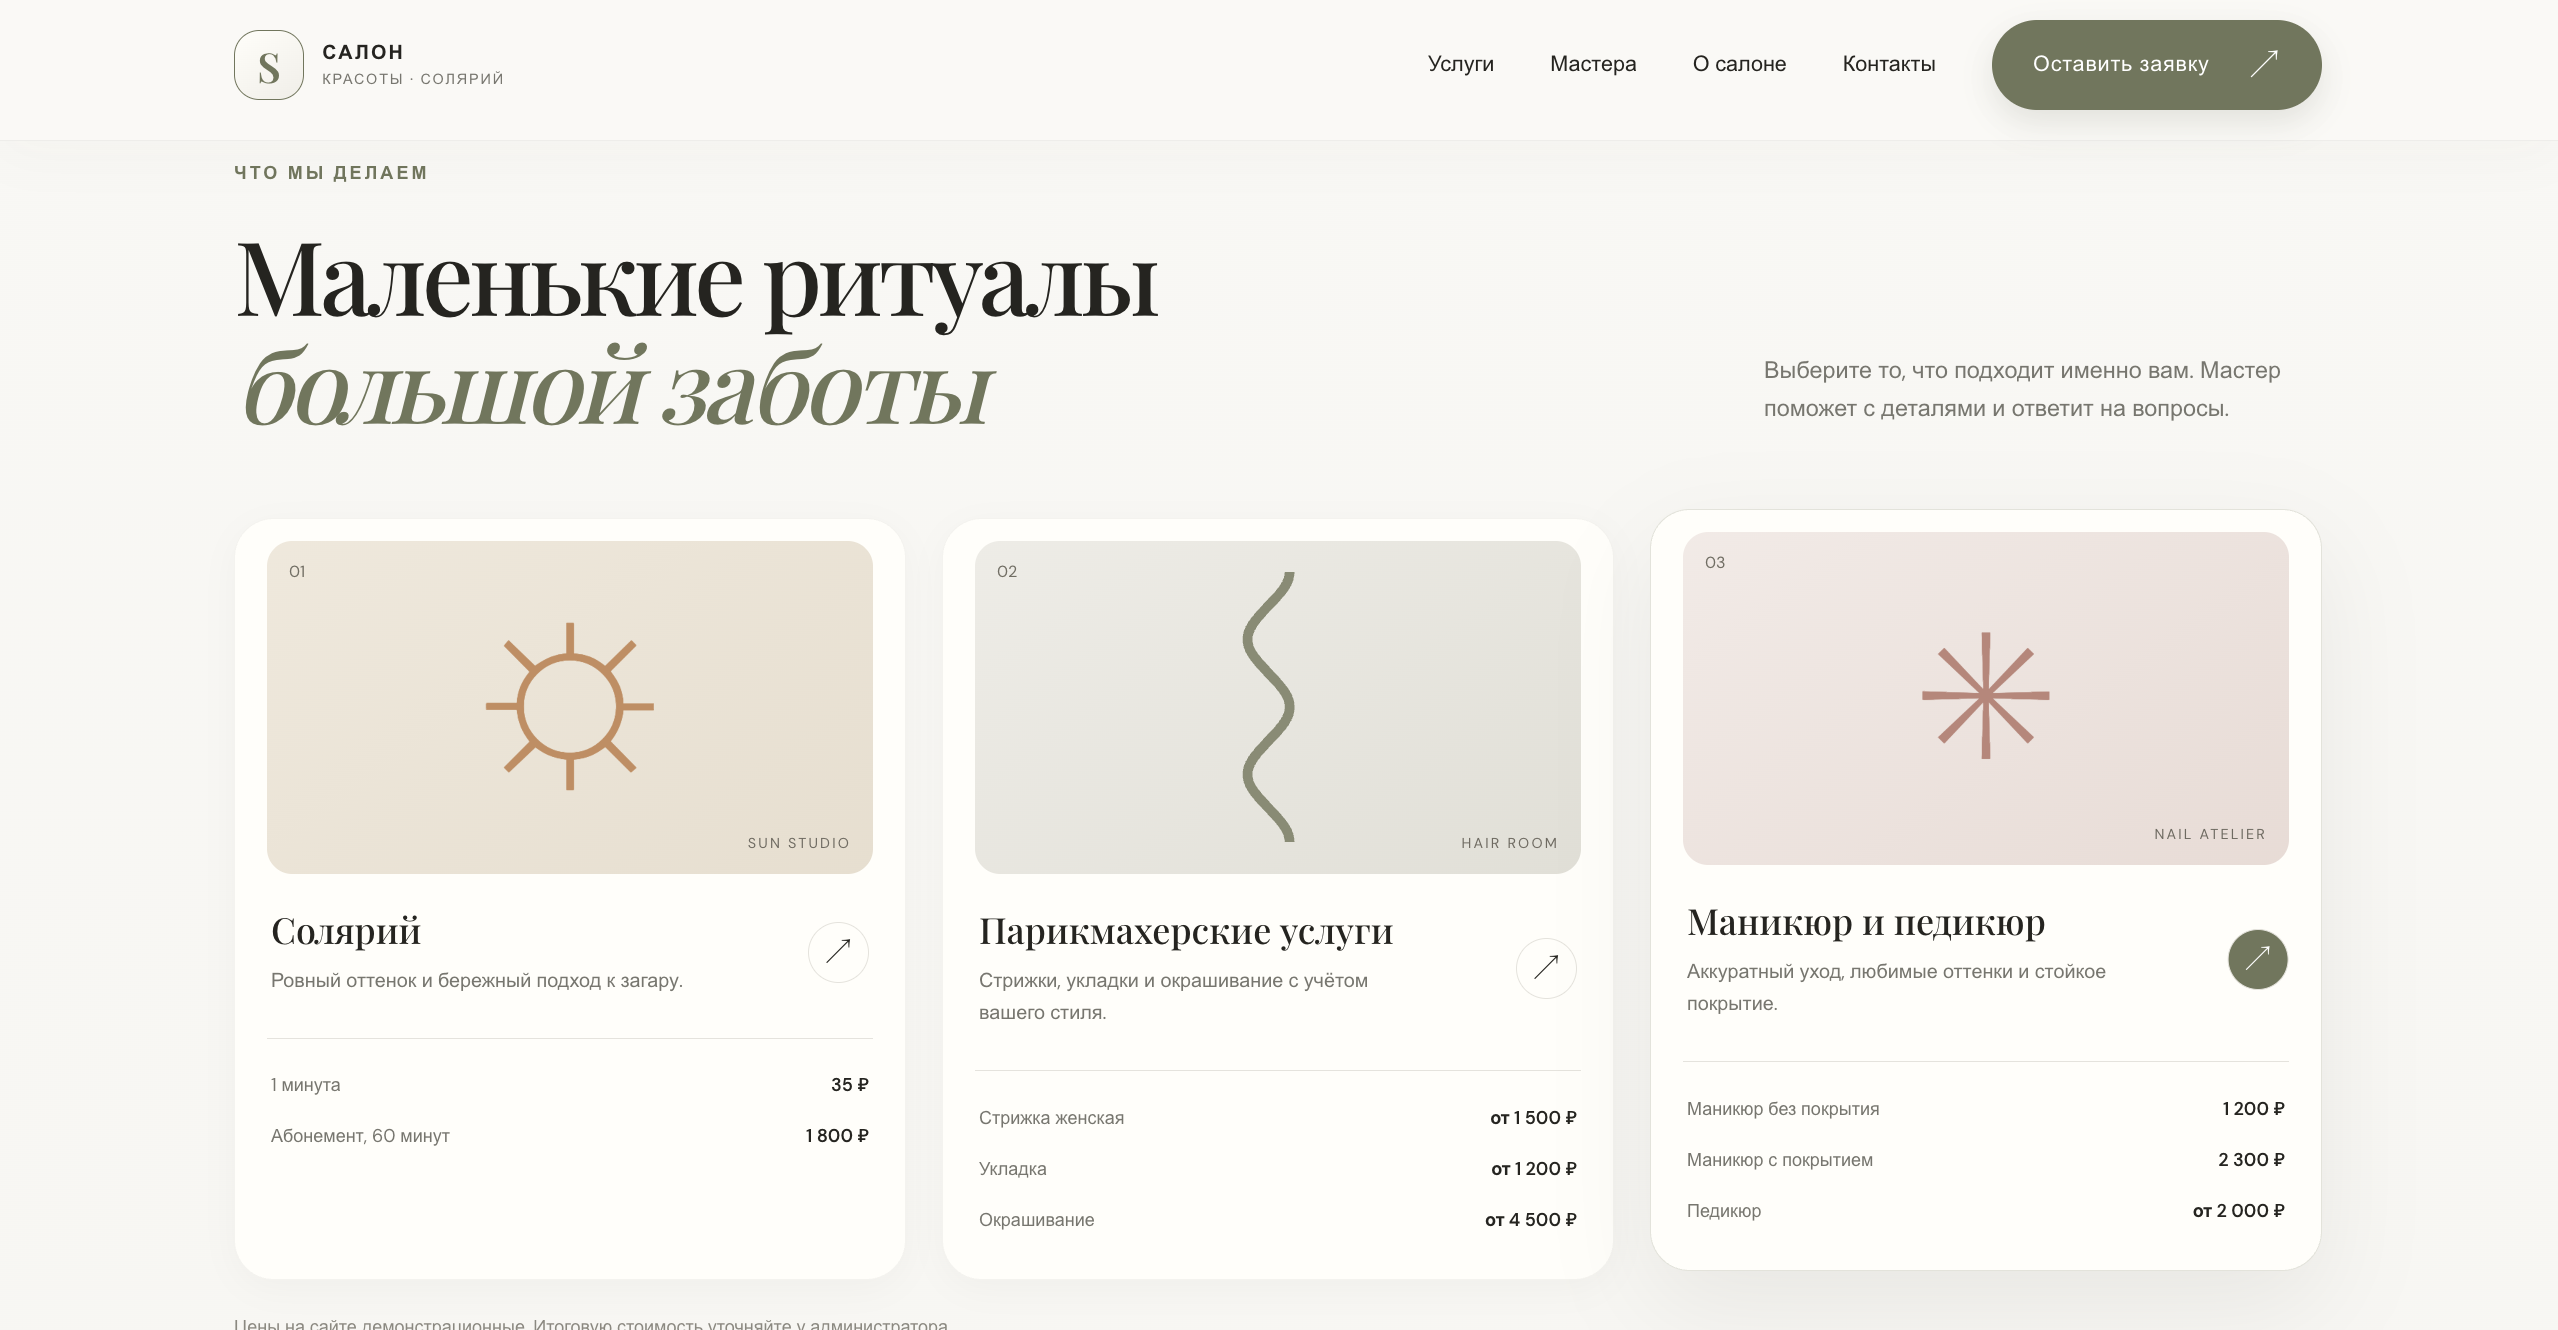 S
САЛОН
КРАСОТЫ · СОЛЯРИЙ
Услуги
Мастера
О салоне
Контакты
Оставить заявку
ЧТО МЫ ДЕЛАЕМ
Маленькие ритуалы
большой заботы
Выберите то, что подходит именно вам. Мастер
поможет с деталями и ответит на вопросы.
01
SUN STUDIO
Солярий
Ровный оттенок и бережный подход к загару.
1 минута 35 ₽
Абонемент, 60 минут 1 800 ₽
02
HAIR ROOM
Парикмахерские услуги
Стрижки, укладки и окрашивание с учётом
вашего стиля.
Стрижка женская от 1 500 ₽
Укладка от 1 200 ₽
Окрашивание от 4 500 ₽
03
NAIL ATELIER
Маникюр и педикюр
Аккуратный уход, любимые оттенки и стойкое
покрытие.
Маникюр без покрытия 1 200 ₽
Маникюр с покрытием 2 300 ₽
Педикюр от 2 000 ₽
Цены на сайте демонстрационные. Итоговую стоимость уточняйте у администратора.